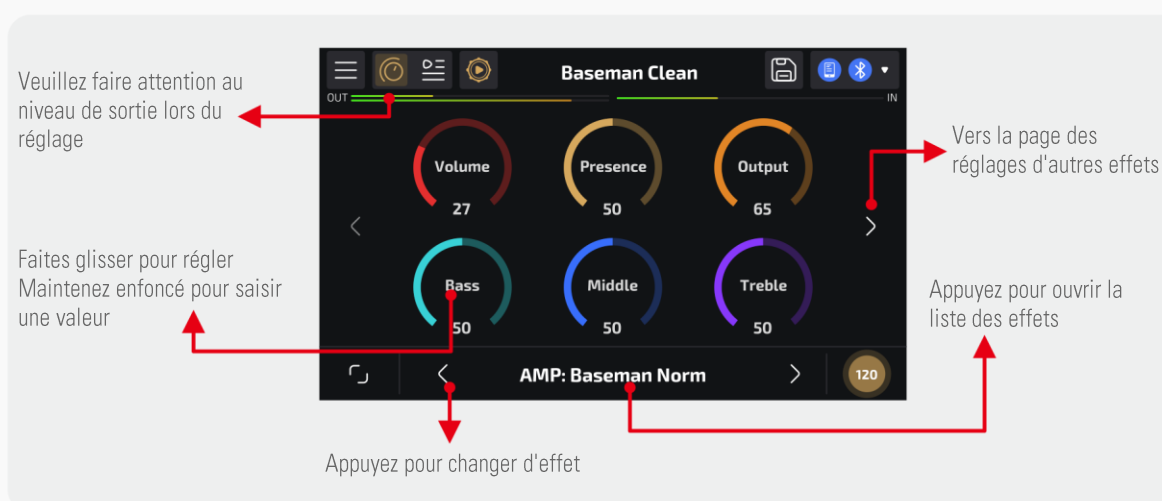 Veuillez faire attention au
niveau de sortie lors du
réglage
Baseman Clean
OUT
IN
Volume
27
Presence
50
Output
65
Vers la page des
réglages d'autres effets
Faites glisser pour régler
Maintenez enfoncé pour saisir
une valeur
Bass
50
Middle
50
Treble
50
Appuyez pour ouvrir la
liste des effets
AMP: Baseman Norm
120
Appuyez pour changer d'effet